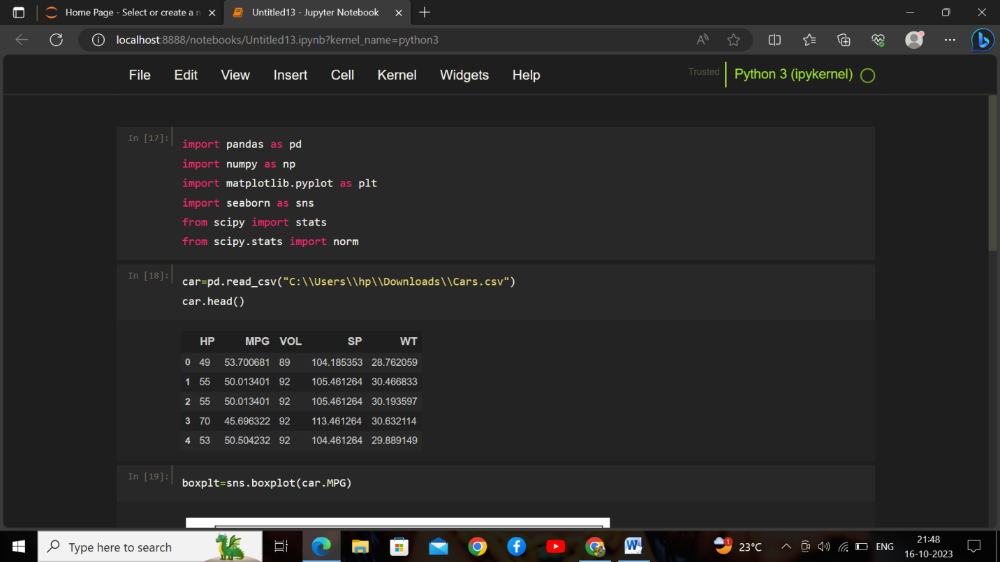 Home Page - Select or create a n
Untitled13 - Jupyter Notebook
localhost:8888/notebooks/Untitled13.ipynb?kernel_name=python3
File Edit View Insert Cell Kernel Widgets Help Trusted Python 3 (ipykernel)
In [17]:
import pandas as pd
import numpy as np
import matplotlib.pyplot as plt
import seaborn as sns
from scipy import stats
from scipy.stats import norm
In [18]:
car=pd.read_csv("C:\\Users\\hp\\Downloads\\Cars.csv")
car.head()
HP MPG VOL SP WT
0 49 53.700681 89 104.185353 28.762059
1 55 50.013401 92 105.461264 30.466833
2 55 50.013401 92 105.461264 30.193597
3 70 45.696322 92 113.461264 30.632114
4 53 50.504232 92 104.461264 29.889149
In [19]:
boxplt=sns.boxplot(car.MPG)
Type here to search
1
23°C
ENG
21:48
16-10-2023